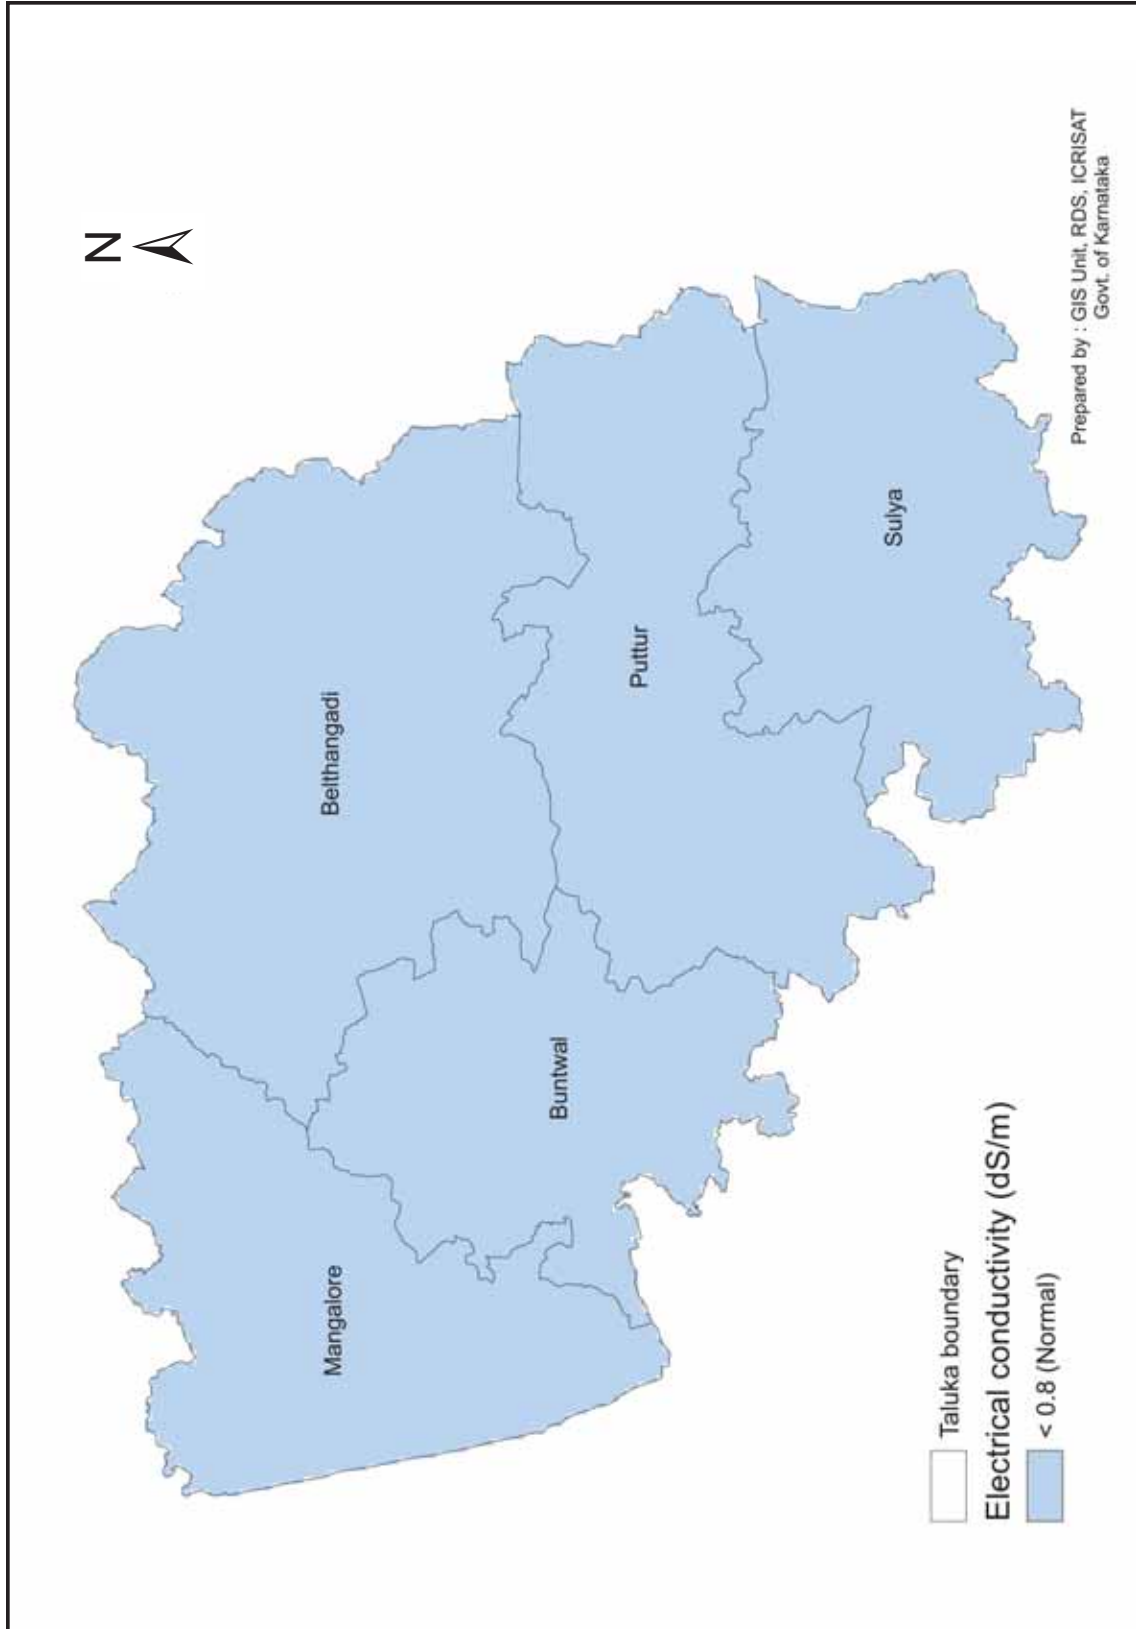 N
Belthangadi
Mangalore
Buntwal
Puttur
Sulya
Taluka boundary
Electrical conductivity (dS/m)
< 0.8 (Normal)
Prepared by : GIS Unit, RDS, ICRISAT
Govt. of Karnataka